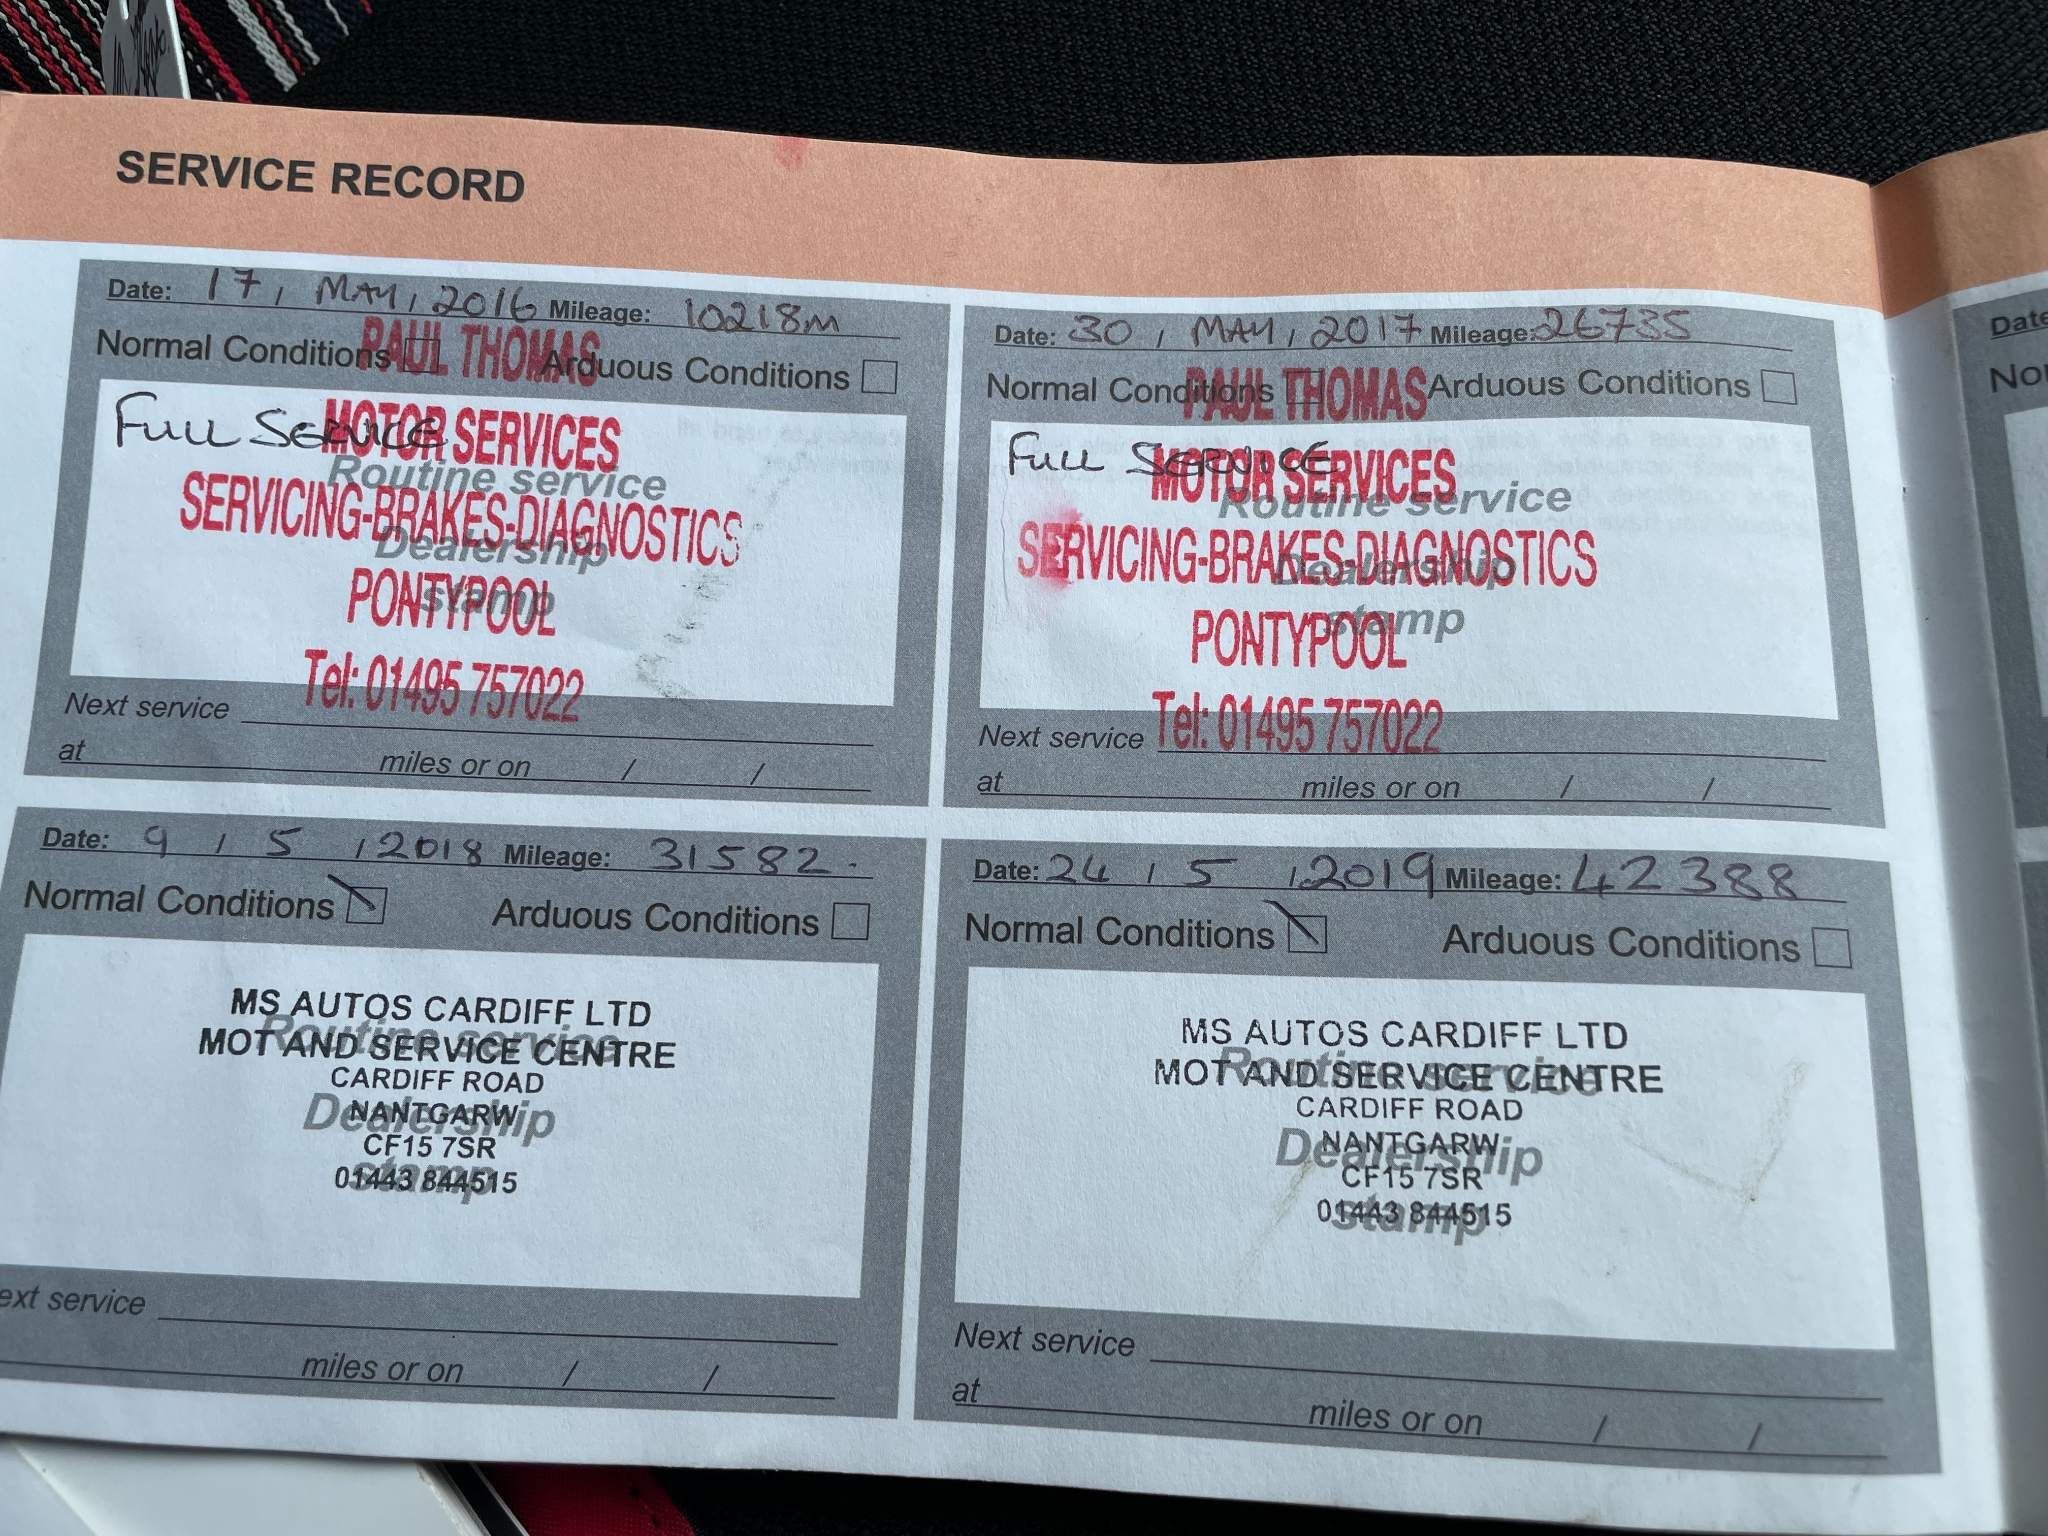 SERVICE RECORD
Date: 17, MAY, 2016 Mileage: 10218M
Normal Conditions Arduous Conditions
PAUL THOMAS
Full Service
MOTOR SERVICES
Routine service
SERVICING-BRAKES-DIAGNOSTICS
Dealership
PONTYPOOL
stamp
Tel: 01495 757022
Next service
at miles or on / /
Date: 30, MAY, 2017 Mileage: 26735
Normal Conditions Arduous Conditions
PAUL THOMAS
Full Service
MOTOR SERVICES
Routine service
SERVICING-BRAKES-DIAGNOSTICS
Dealership
PONTYPOOL
stamp
Tel: 01495 757022
Next service
at miles or on / /
Date: 9 / 5 / 2018 Mileage: 31582.
Normal Conditions Arduous Conditions
MS AUTOS CARDIFF LTD
Routine service
MOT AND SERVICE CENTRE
CARDIFF ROAD
Dealership
NANTGARW
CF15 7SR
stamp
01443 844515
ext service
miles or on / /
Date: 24 / 5 / 2019 Mileage: 42388
Normal Conditions Arduous Conditions
MS AUTOS CARDIFF LTD
Routine service
MOT AND SERVICE CENTRE
CARDIFF ROAD
NANTGARW
Dealership
CF15 7SR
01443 844515
stamp
Next service
at miles or on / /
Date
No